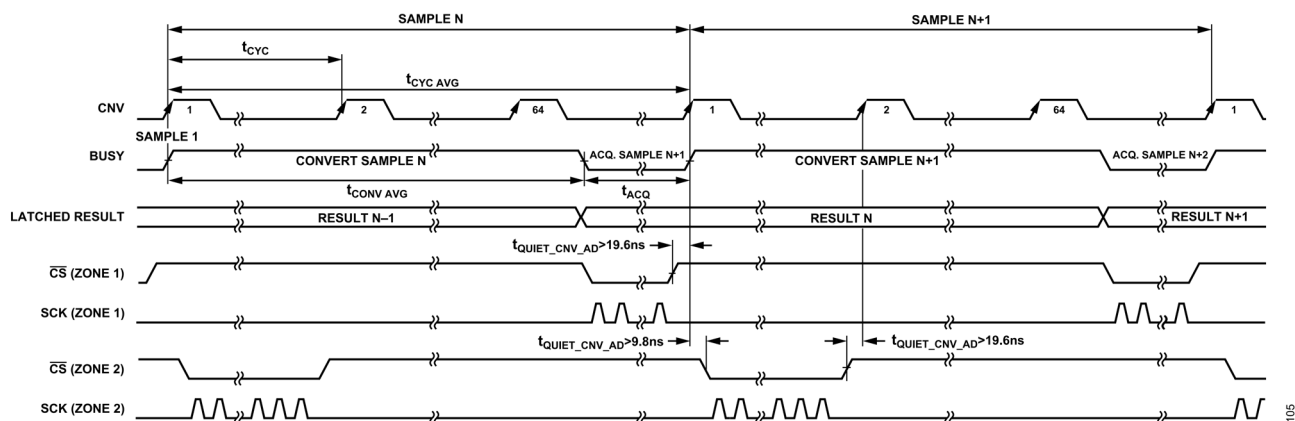 SAMPLE N
SAMPLE N+1
tCYC
tCYC AVG
CNV
1
2
64
1
2
64
1
SAMPLE 1
BUSY
CONVERT SAMPLE N
ACQ. SAMPLE N+1
CONVERT SAMPLE N+1
ACQ. SAMPLE N+2
tCONV AVG
tACQ
LATCHED RESULT
RESULT N–1
RESULT N
RESULT N+1
tQUIET_CNV_AD>19.6ns
CS (ZONE 1)
SCK (ZONE 1)
tQUIET_CNV_AD>9.8ns
tQUIET_CNV_AD>19.6ns
CS (ZONE 2)
SCK (ZONE 2)
105